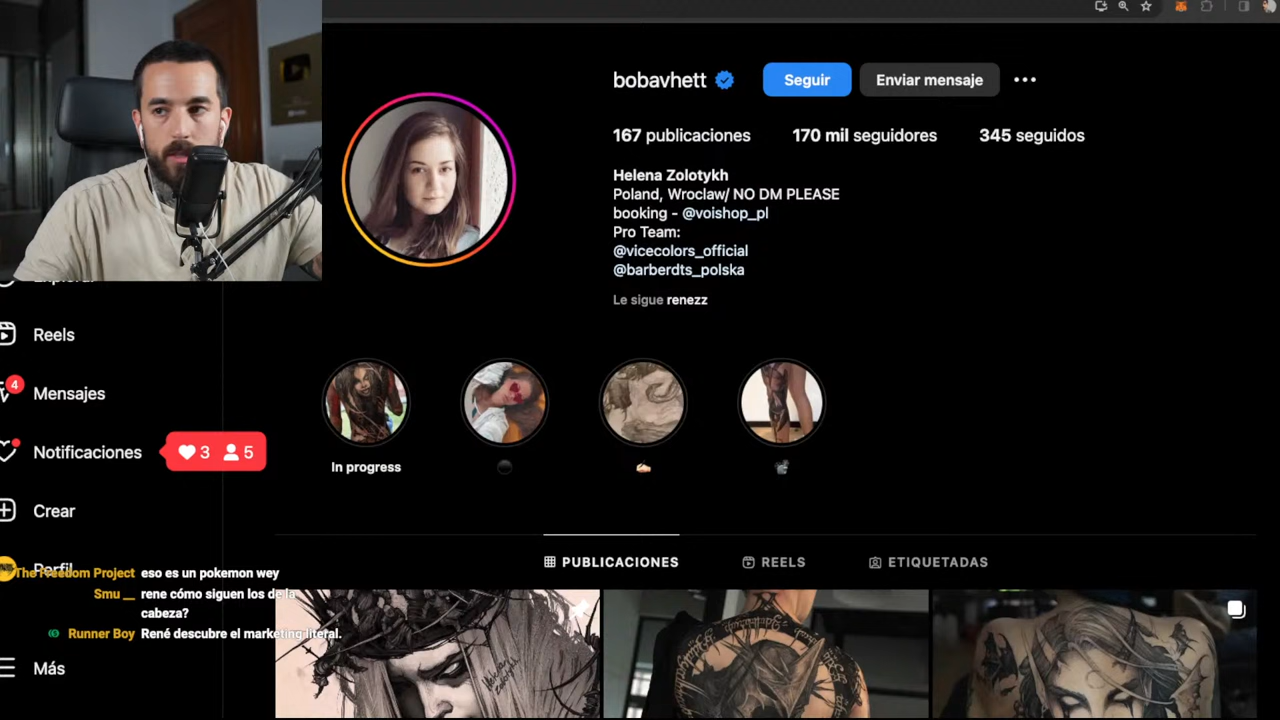 bobavhett
Seguir
Enviar mensaje
167 publicaciones
170 mil seguidores
345 seguidos
Helena Zolotykh
Poland, Wroclaw/ NO DM PLEASE
booking - @voishop_pl
Pro Team:
@vicecolors_official
@barberdts_polska
Le sigue renezz
Reels
4
Mensajes
Notificaciones
3
5
Crear
Perfil
Más
In progress
PUBLICACIONES
REELS
ETIQUETADAS
The Freedom Project eso es un pokemon wey
Smu __ rene cómo siguen los de la
cabeza?
Runner Boy René descubre el marketing literal.